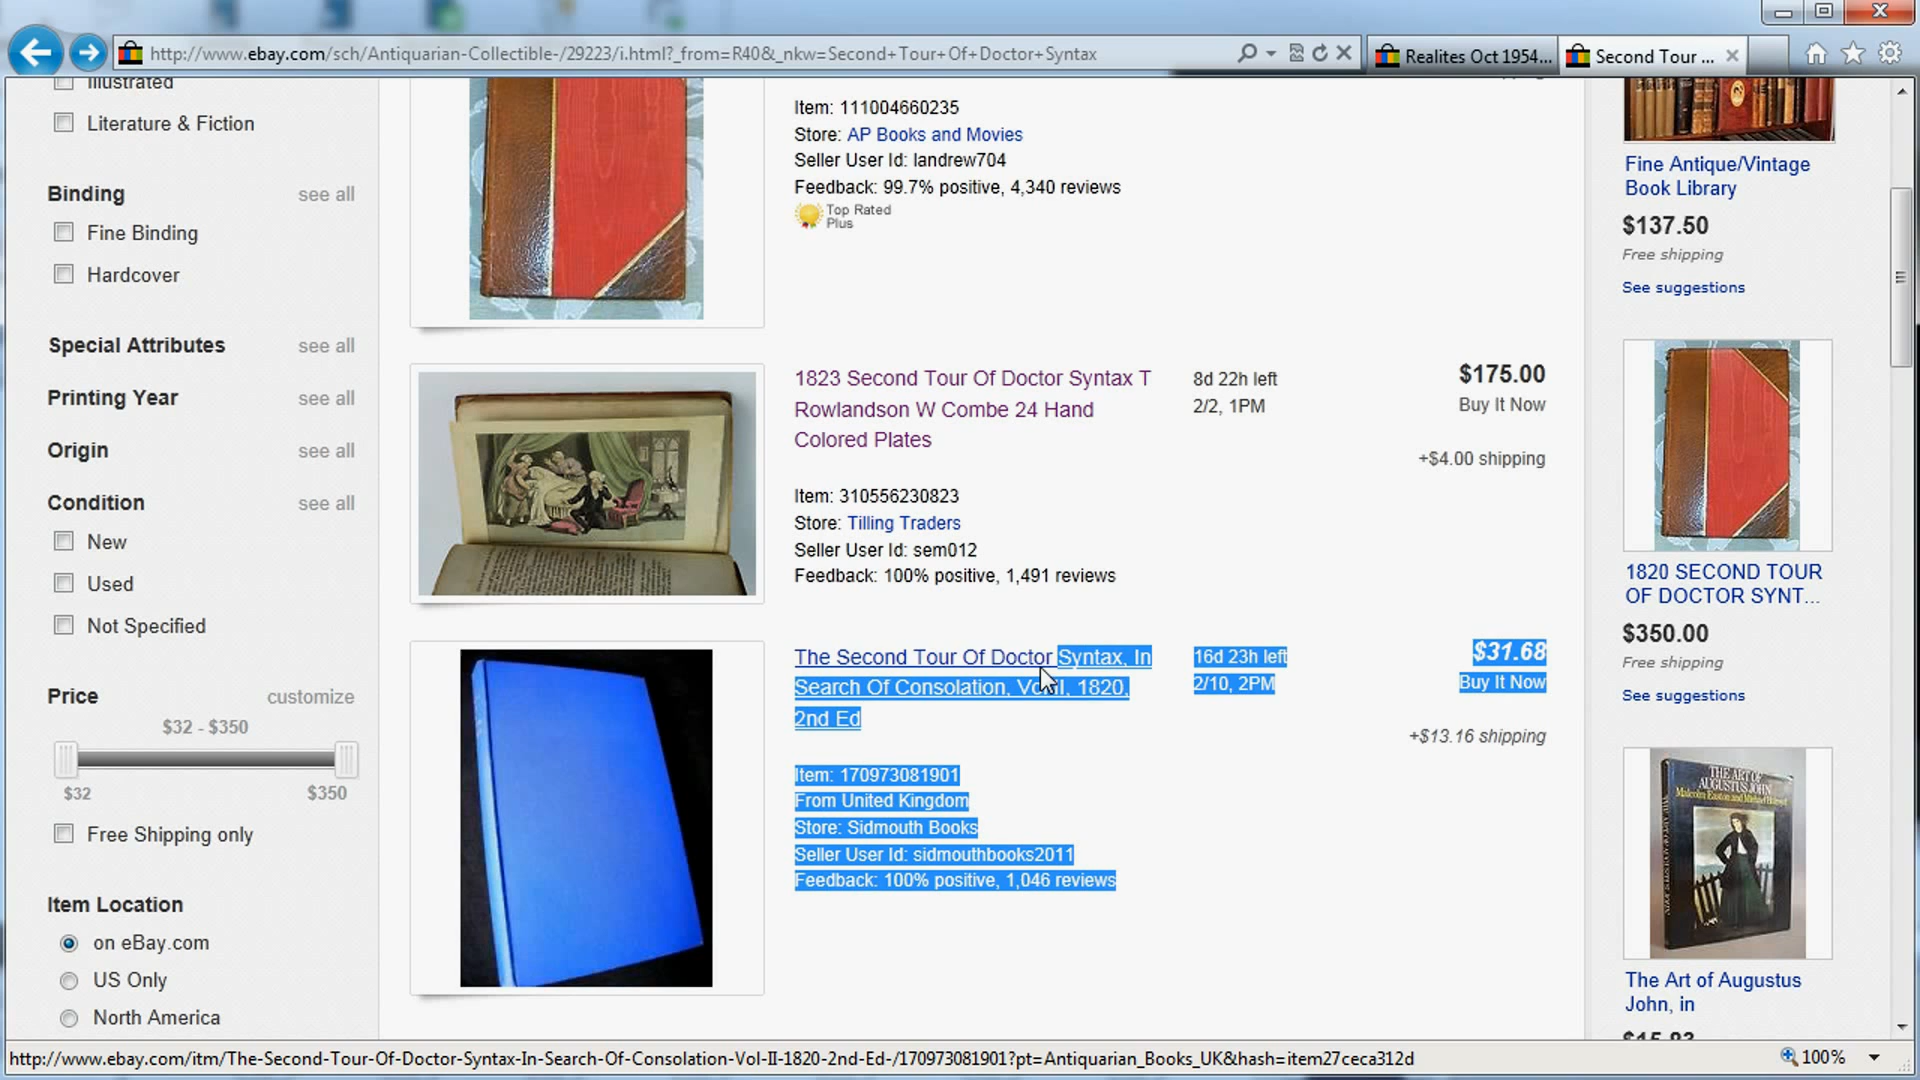 http://www.ebay.com/sch/Antiquarian-Collectible-/29223/i.html?_from=R40&_nkw=Second+Tour+Of+Doctor+Syntax
Realites Oct 1954...
Second Tour ...
Illustrated
Literature & Fiction
Binding see all
Fine Binding
Hardcover
Special Attributes see all
Printing Year see all
Origin see all
Condition see all
New
Used
Not Specified
Price customize
$32 - $350
$32 $350
Free Shipping only
Item Location
on eBay.com
US Only
North America
Item: 111004660235
Store: AP Books and Movies
Seller User Id: landrew704
Feedback: 99.7% positive, 4,340 reviews
Top Rated
Plus
1823 Second Tour Of Doctor Syntax T
Rowlandson W Combe 24 Hand
Colored Plates
8d 22h left
2/2, 1PM
$175.00
Buy It Now
+$4.00 shipping
Item: 310556230823
Store: Tilling Traders
Seller User Id: sem012
Feedback: 100% positive, 1,491 reviews
The Second Tour Of Doctor Syntax, In
Search Of Consolation, Vol II, 1820,
2nd Ed
16d 23h left
2/10, 2PM
$31.68
Buy It Now
+$13.16 shipping
Item: 170973081901
From United Kingdom
Store: Sidmouth Books
Seller User Id: sidmouthbooks2011
Feedback: 100% positive, 1,046 reviews
Fine Antique/Vintage
Book Library
$137.50
Free shipping
See suggestions
1820 SECOND TOUR
OF DOCTOR SYNT...
$350.00
Free shipping
See suggestions
THE ART OF
AUGUSTUS JOHN
The Art of Augustus
John, in
$15.93
http://www.ebay.com/itm/The-Second-Tour-Of-Doctor-Syntax-In-Search-Of-Consolation-Vol-II-1820-2nd-Ed-/170973081901?pt=Antiquarian_Books_UK&hash=item27ceca312d
100%